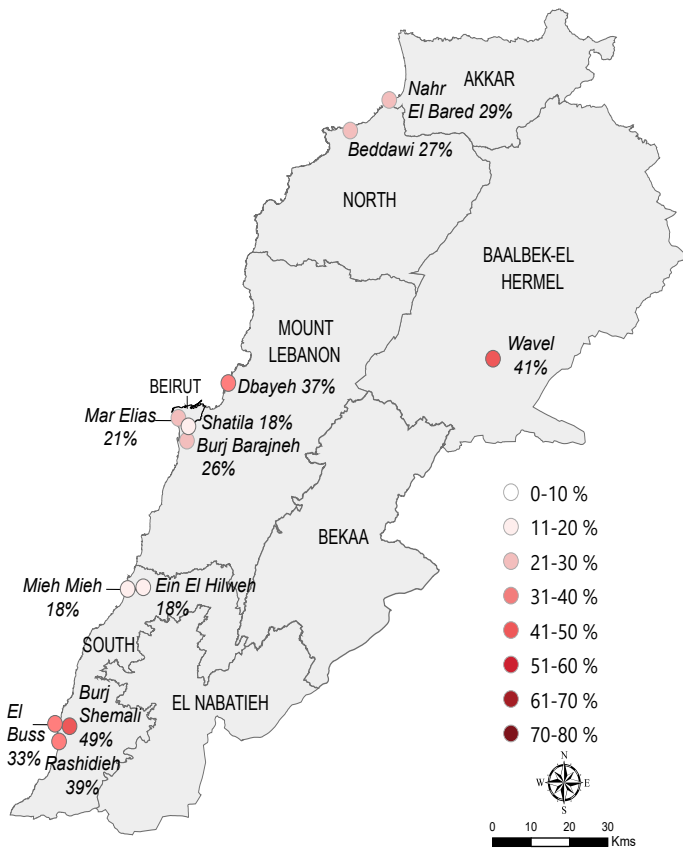 AKKAR
Nahr
El Bared 29%
Beddawi 27%
NORTH
BAALBEK-EL
HERMEL
MOUNT
LEBANON
Wavel
41%
BEIRUT
Dbayeh 37%
Mar Elias
21%
Shatila 18%
Burj Barajneh
26%
BEKAA
0-10 %
11-20 %
21-30 %
31-40 %
41-50 %
51-60 %
61-70 %
70-80 %
Mieh Mieh
18%
Ein El Hilweh
18%
SOUTH
EL NABATIEH
El
Buss
33%
Burj
Shemali
49%
Rashidieh
39%
N
W E
S
0 10 20 30
Kms